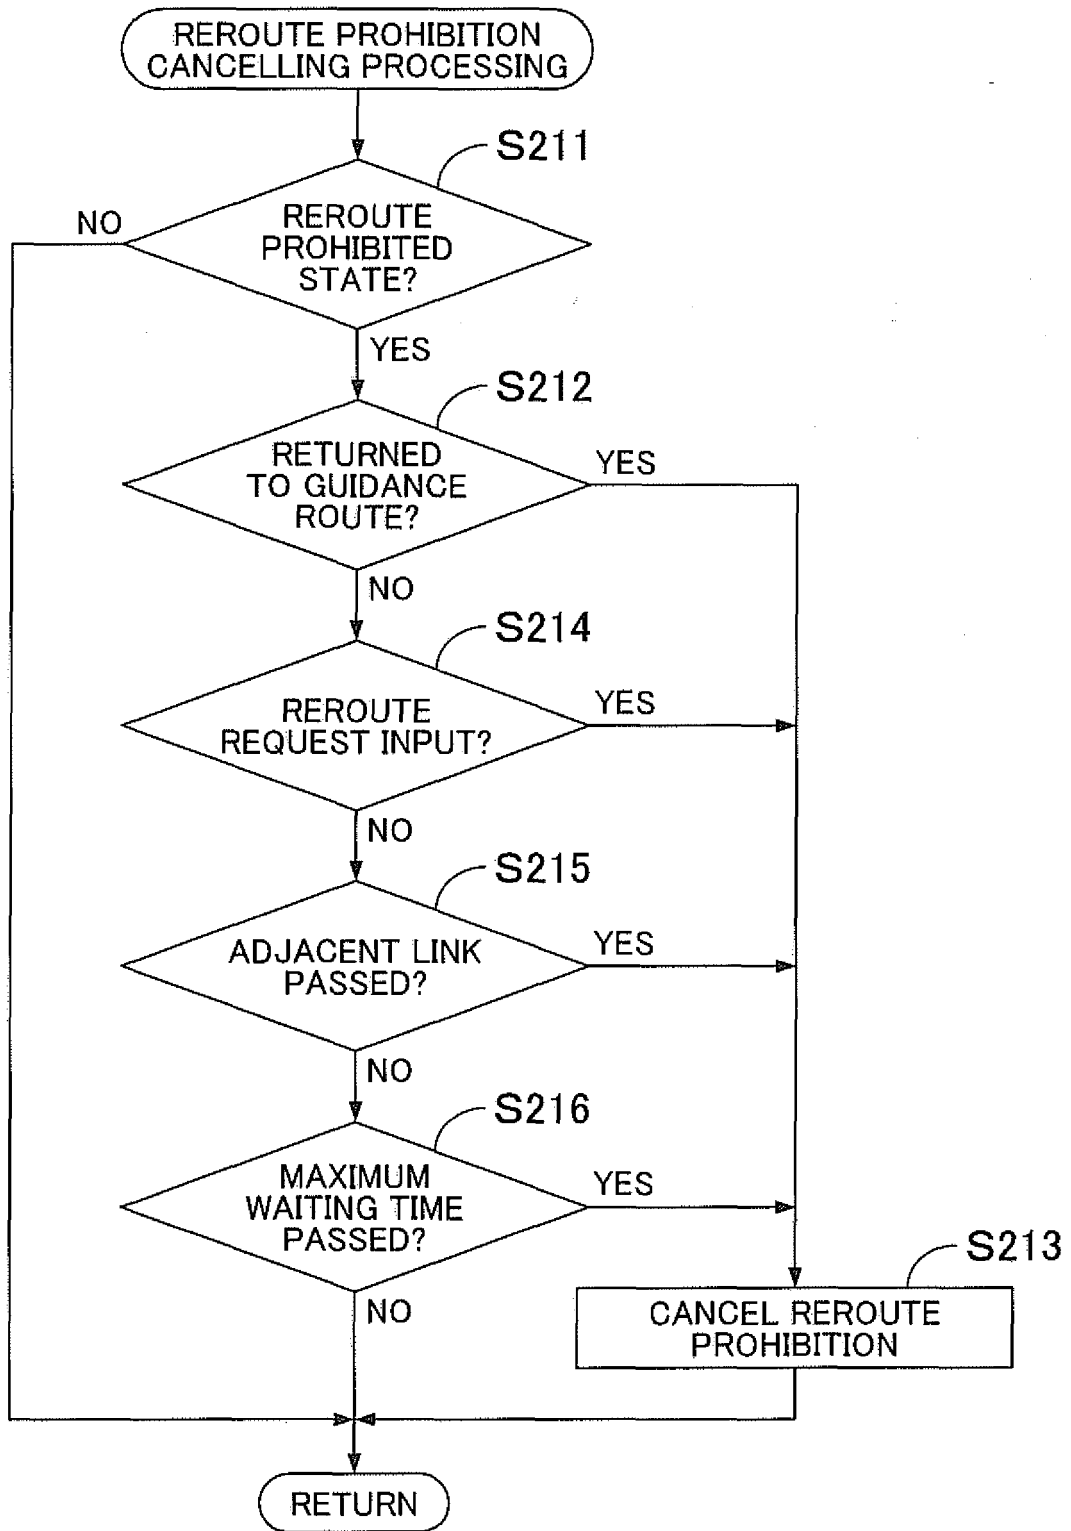 REROUTE PROHIBITION
CANCELLING PROCESSING
S211
NO
REROUTE
PROHIBITED
STATE?
YES
S212
RETURNED
TO GUIDANCE
ROUTE?
YES
NO
S214
REROUTE
REQUEST INPUT?
YES
NO
S215
ADJACENT LINK
PASSED?
YES
NO
S216
MAXIMUM
WAITING TIME
PASSED?
YES
NO
S213
CANCEL REROUTE
PROHIBITION
RETURN